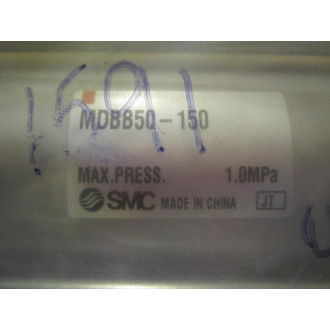 1591
MDBB50-150
MAX.PRESS. 1.0MPa
SMC MADE IN CHINA JT